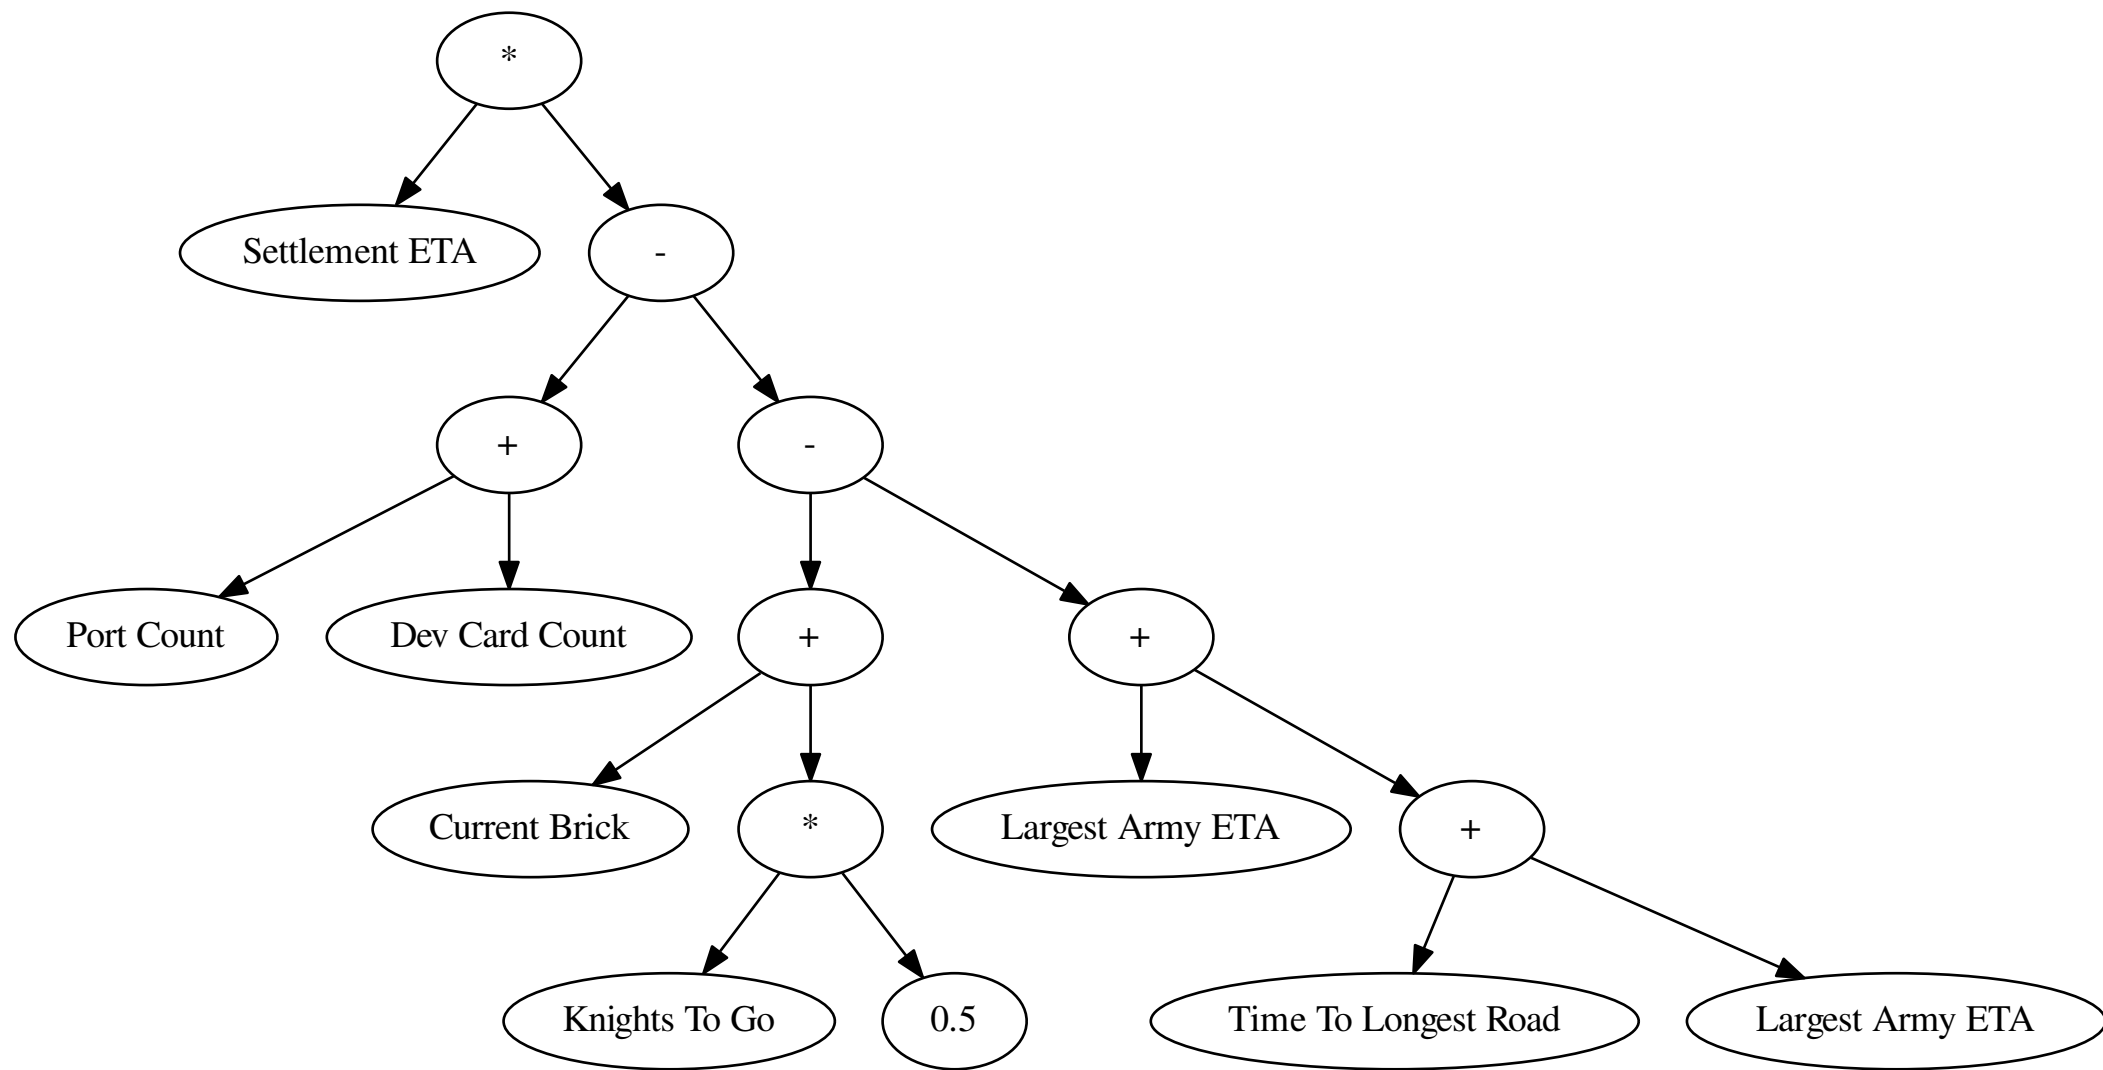 *
Settlement ETA
-
+
-
Port Count
Dev Card Count
+
+
Current Brick
*
Largest Army ETA
+
Knights To Go
0.5
Time To Longest Road
Largest Army ETA